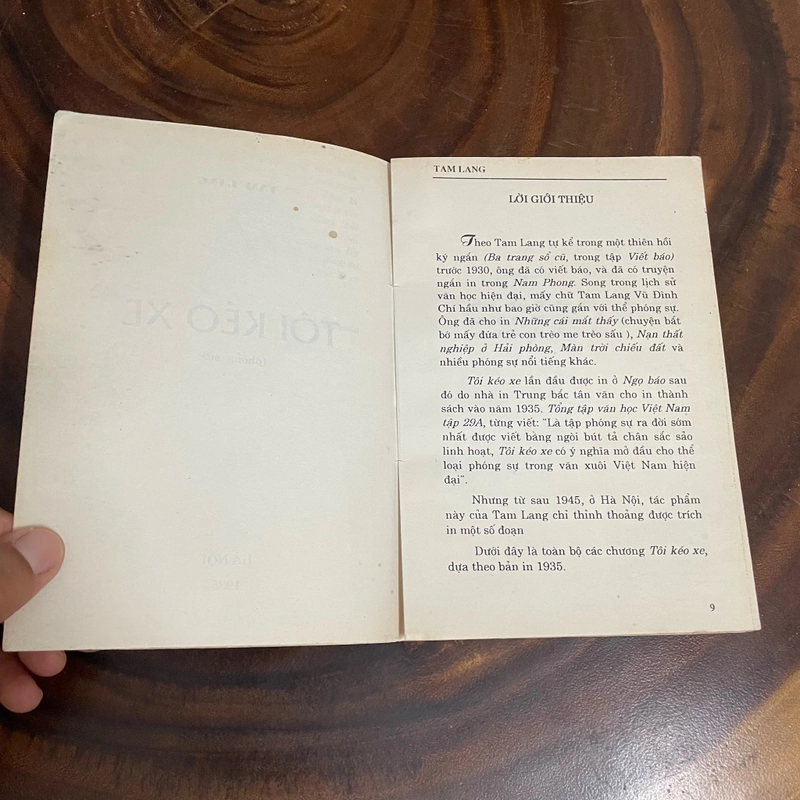 TAM LANG
LỜI GIỚI THIỆU
Theo Tam Lang tự kể trong một thiên hồi
ký ngắn (Ba trang sổ cũ, trong tập Viết báo)
trước 1930, ông đã có viết báo, và đã có truyện
ngắn in trong Nam Phong. Song trong lịch sử
văn học hiện đại, mấy chữ Tam Lang Vũ Đình
Chí hầu như bao giờ cũng gắn với thể phóng sự.
Ông đã cho in Những cái mắt thấy (chuyện bắt
bờ mấy đứa trẻ con trèo me trèo sấu ), Nạn thất
nghiệp ở Hải phòng, Màn trời chiếu đất và
nhiều phóng sự nổi tiếng khác.
Tôi kéo xe lần đầu được in ở Ngọ báo sau
đó do nhà in Trung bắc tân văn cho in thành
sách vào năm 1935. Tổng tập văn học Việt Nam
tập 29A, từng viết: "Là tập phóng sự ra đời sớm
nhất được viết bằng ngòi bút tả chân sắc sảo
linh hoạt, Tôi kéo xe có ý nghĩa mở đầu cho thể
loại phóng sự trong văn xuôi Việt Nam hiện
đại".
Nhưng từ sau 1945, ở Hà Nội, tác phẩm
này của Tam Lang chỉ thỉnh thoảng được trích
in một số đoạn
Dưới đây là toàn bộ các chương Tôi kéo xe,
dựa theo bản in 1935.
9
TÔI KÉO XE